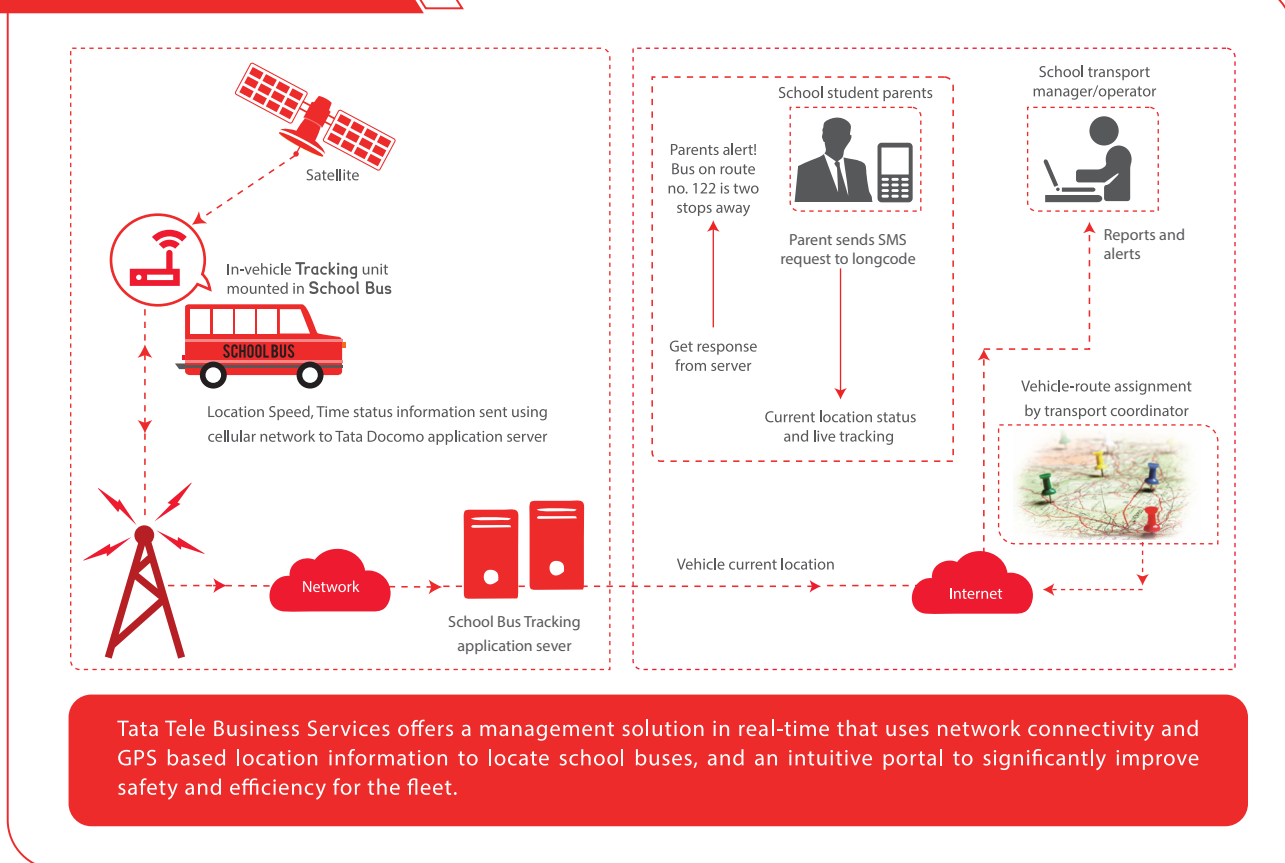 Satellite
In-vehicle Tracking unit
mounted in School Bus
SCHOOL BUS
Location Speed, Time status information sent using
cellular network to Tata Docomo application server
Network
School Bus Tracking
application sever
School student parents
Parents alert!
Bus on route
no. 122 is two
stops away
Parent sends SMS
request to longcode
Get response
from server
Current location status
and live tracking
School transport
manager/operator
Reports and
alerts
Vehicle-route assignment
by transport coordinator
Vehicle current location
Internet
Tata Tele Business Services offers a management solution in real-time that uses network connectivity and
GPS based location information to locate school buses, and an intuitive portal to significantly improve
safety and efficiency for the fleet.